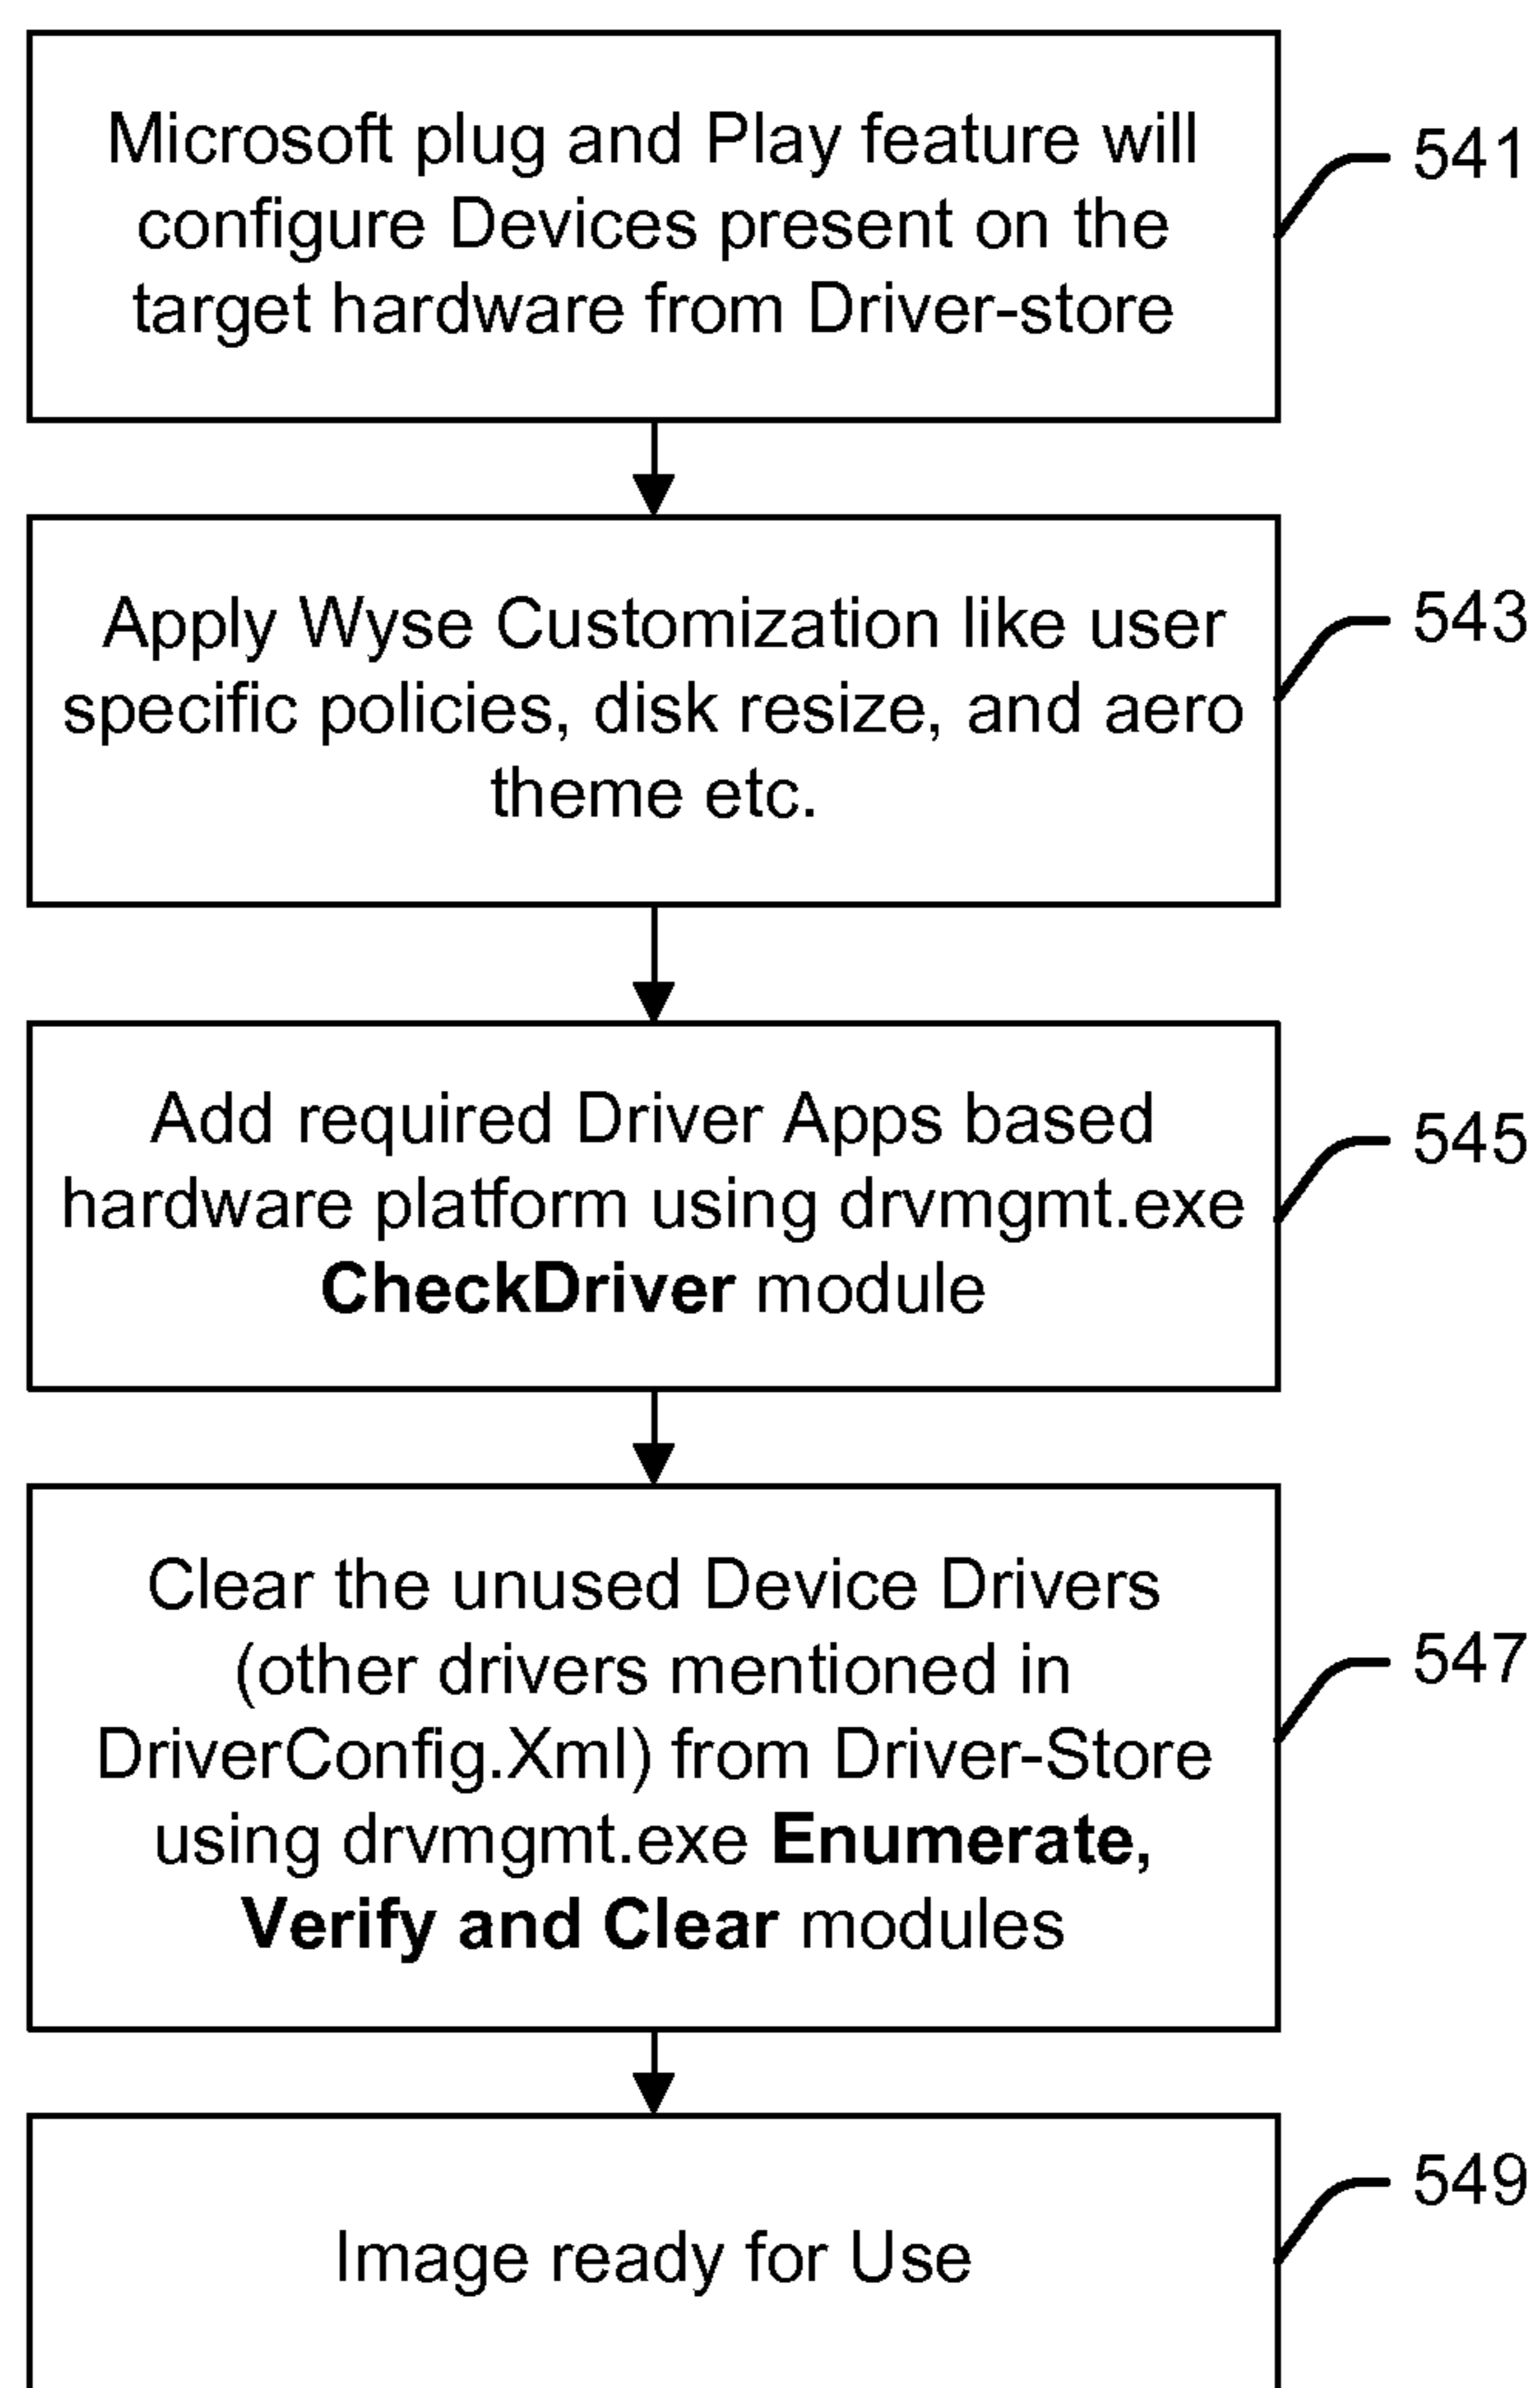 Microsoft plug and Play feature will
configure Devices present on the
target hardware from Driver-store
541
Apply Wyse Customization like user
specific policies, disk resize, and aero
theme etc.
543
Add required Driver Apps based
hardware platform using drvmgmt.exe
CheckDriver module
545
Clear the unused Device Drivers
(other drivers mentioned in
DriverConfig.Xml) from Driver-Store
using drvmgmt.exe Enumerate,
Verify and Clear modules
547
Image ready for Use
549